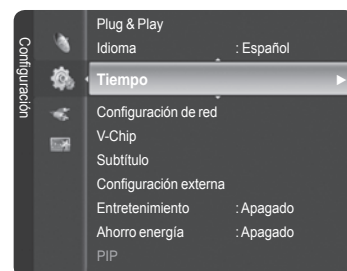 Configuración
Plug & Play
Idioma : Español
Tiempo
Configuración de red
V-Chip
Subtítulo
Configuración externa
Entretenimiento : Apagado
Ahorro energía : Apagado
PIP